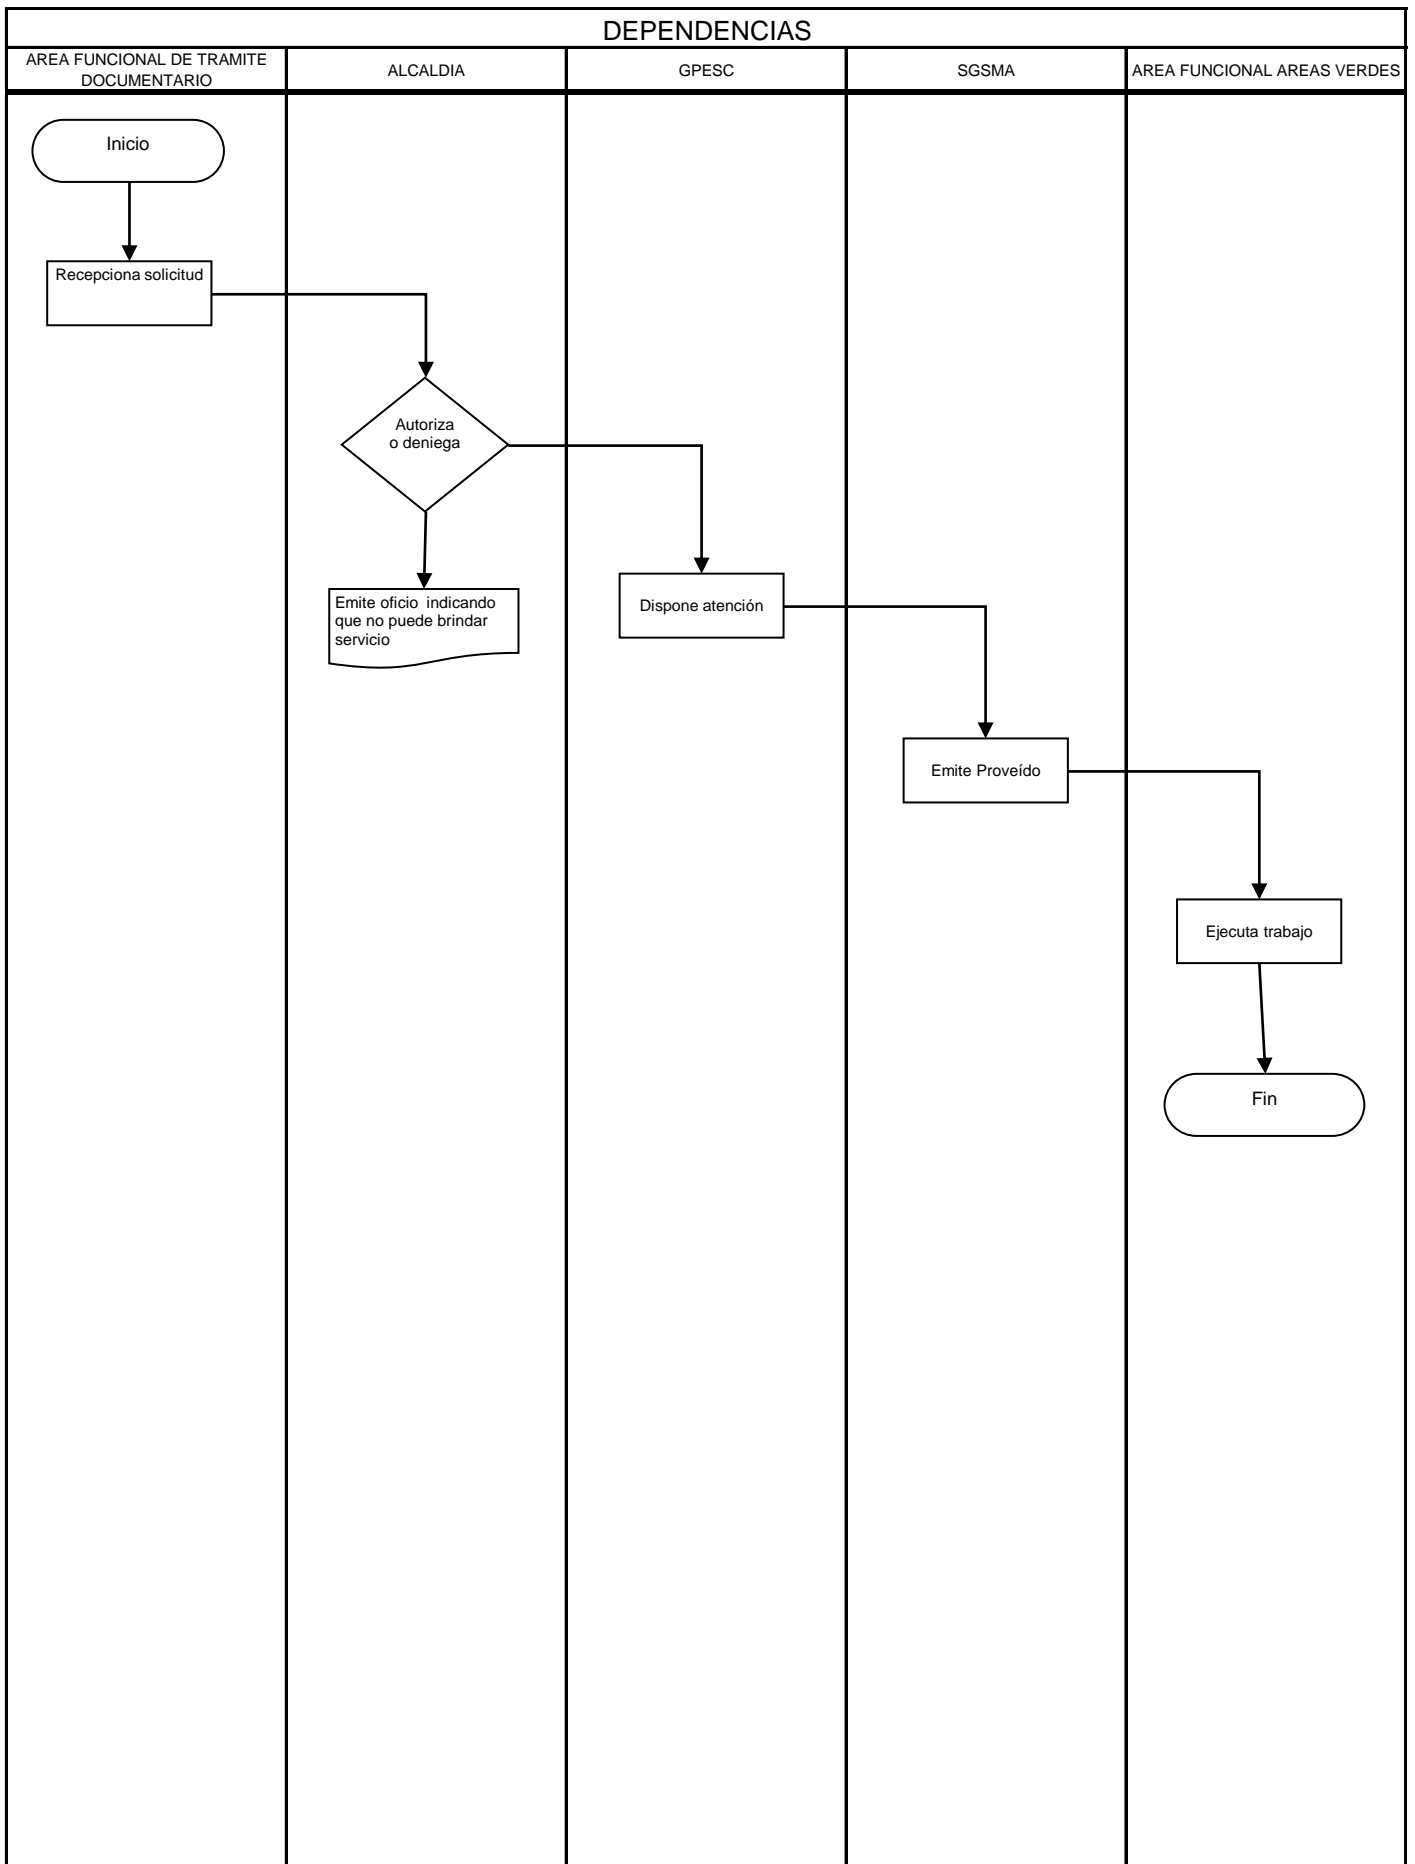 DEPENDENCIAS
AREA FUNCIONAL DE TRAMITE
DOCUMENTARIO
ALCALDIA
GPESC
SGSMA
AREA FUNCIONAL AREAS VERDES
Inicio
Recepciona solicitud
Autoriza
o deniega
Emite oficio indicando
que no puede brindar
servicio
Dispone atención
Emite Proveído
Ejecuta trabajo
Fin